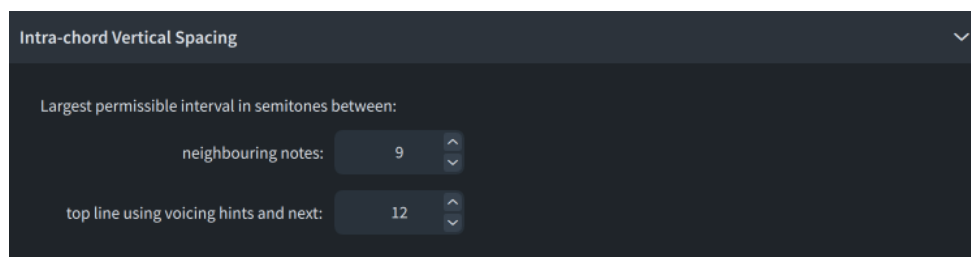 Intra-chord Vertical Spacing
Largest permissible interval in semitones between:
neighbouring notes: 9
top line using voicing hints and next: 12